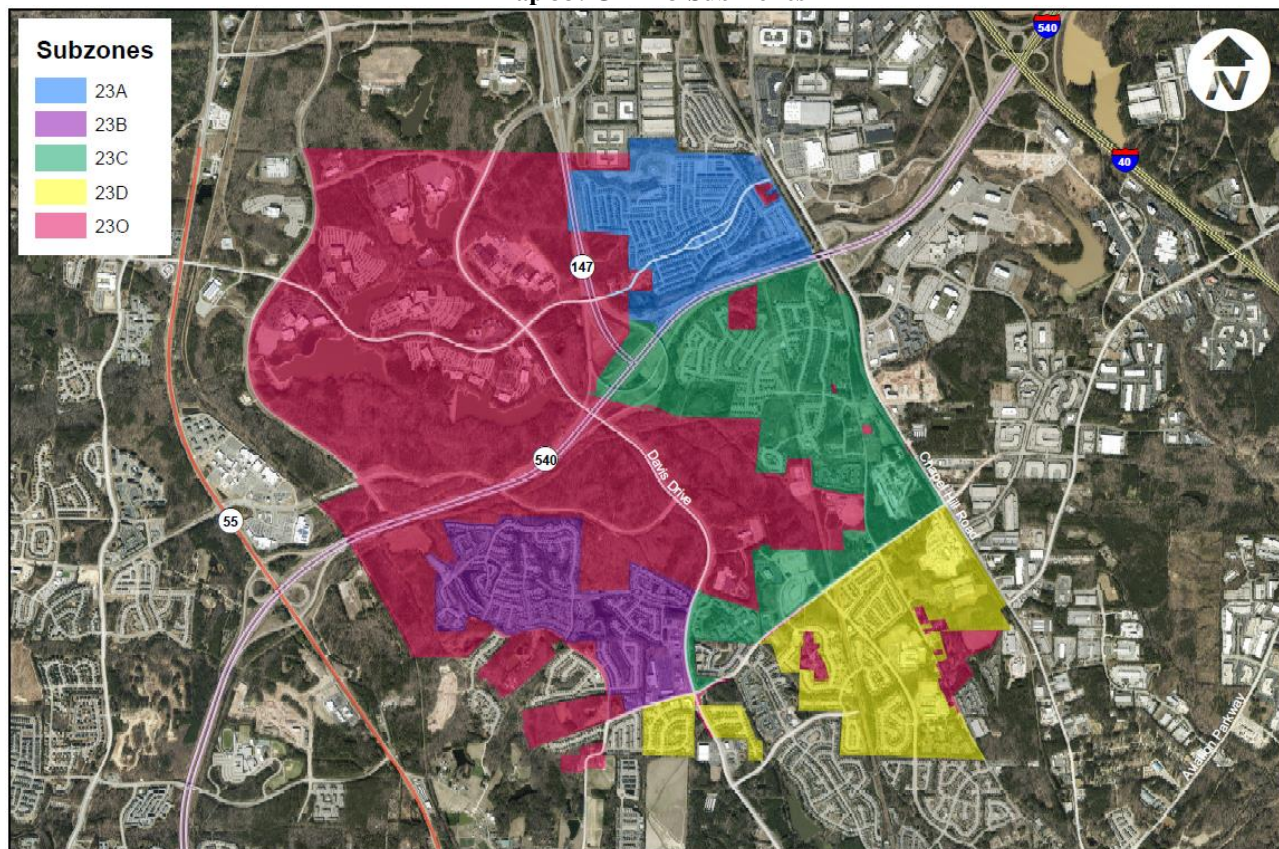 Subzones
23A
23B
23C
23D
23O
N
540
40
147
540
Davis Drive
Chapel Hill Road
55
Aviation Parkway